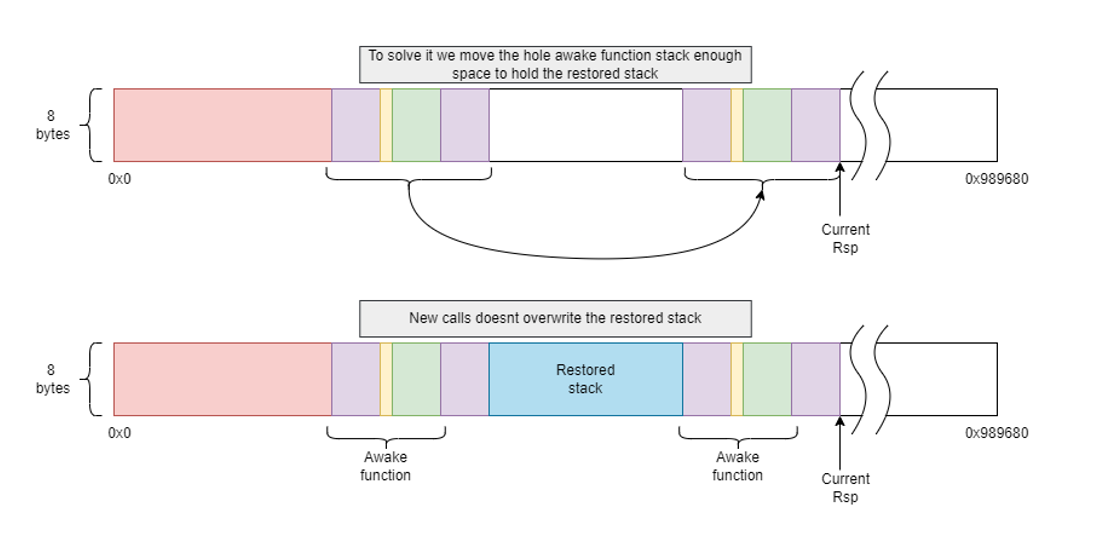 To solve it we move the hole awake function stack enough
space to hold the restored stack
8
bytes
0x0
0x989680
Current
Rsp
New calls doesnt overwrite the restored stack
8
bytes
Restored
stack
0x0
0x989680
Awake
function
Awake
function
Current
Rsp